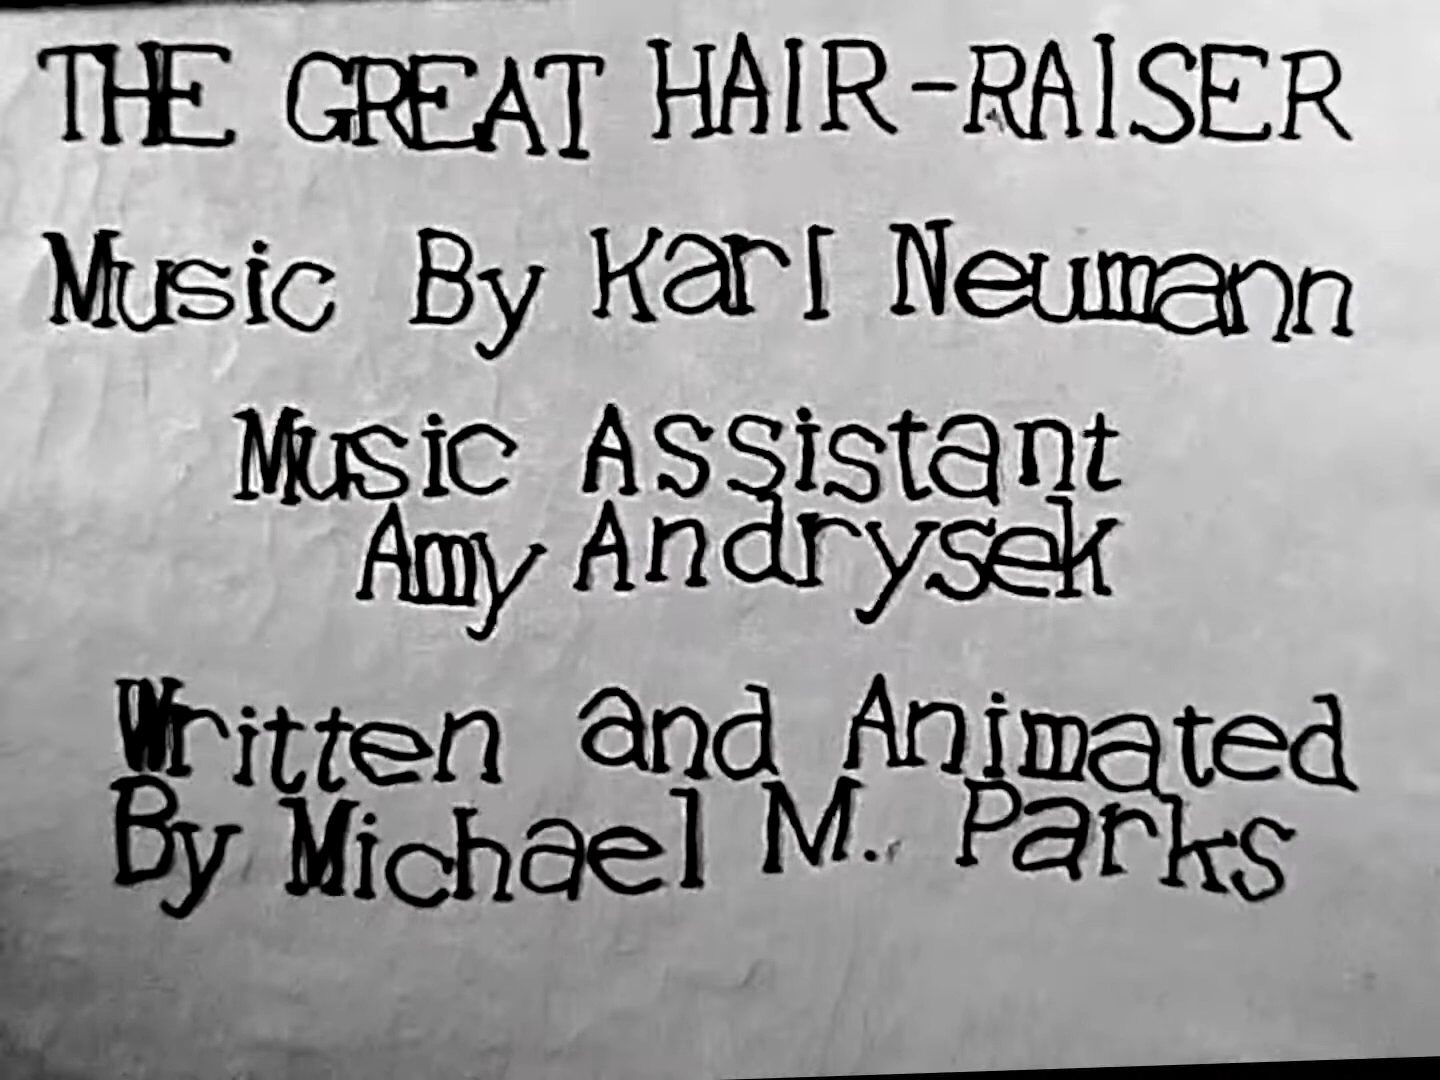 THE GREAT HAIR-RAISER
Music By Karl Neumann
Music Assistant
Amy Andrysek
Written and Animated
By Michael M. Parks